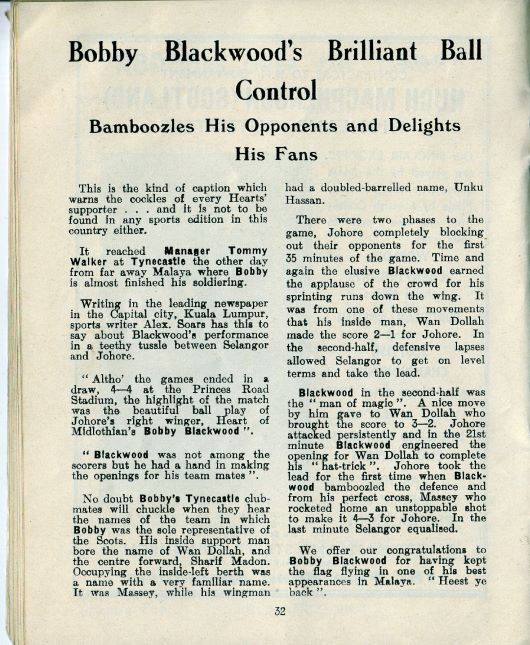 Bobby Blackwood's Brilliant Ball
Control
Bamboozles His Opponents and Delights
His Fans
This is the kind of caption which
warns the cockles of every Hearts'
supporter . . . and it is not to be
found in any sports edition in this
country either.
It reached Manager Tommy
Walker at Tynecastle the other day
from far away Malaya where Bobby
is almost finished his soldiering.
Writing in the leading newspaper
in the Capital city, Kuala Lumpur,
sports writer Alex. Soars has this to
say about Blackwood's performance
in a teethy tussle between Selangor
and Johore.
" Altho' the games ended in a
draw, 4—4 at the Princes Road
Stadium, the highlight of the match
was the beautiful ball play of
Johore's right winger, Heart of
Midlothian's Bobby Blackwood ".
" Blackwood was not among the
scorers but he had a hand in making
the openings for his team mates ".
No doubt Bobby's Tynecastle club-
mates will chuckle when they hear
the names of the team in which
Bobby was the sole representative of
the Scots. His inside support man
bore the name of Wan Dollah, and
the centre forward, Sharif Madon.
Occupying the inside-left berth was
a name with a very familiar name.
It was Massey, while his wingman
had a doubled-barrelled name, Unku
Hassan.
There were two phases to the
game, Johore completely blocking
out their opponents for the first
35 minutes of the game. Time and
again the elusive Blackwood earned
the applause of the crowd for his
sprinting runs down the wing. It
was from one of these movements
that his inside man, Wan Dollah
made the score 2—1 for Johore. In
the second-half, defensive lapses
allowed Selangor to get on level
terms and take the lead.
Blackwood in the second-half was
the " man of magic ". A nice move
by him gave to Wan Dollah who
brought the score to 3—2. Johore
attacked persistently and in the 21st
minute Blackwood engineered the
opening for Wan Dollah to complete
his " hat-trick ". Johore took the
lead for the first time when Black-
wood bamboozled the defence and
from his perfect cross, Massey who
rocketed home an unstoppable shot
to make it 4—3 for Johore. In the
last minute Selangor equalised.
We offer our congratulations to
Bobby Blackwood for having kept
the flag flying in one of his best
appearances in Malaya. " Heest ye
back ".
32